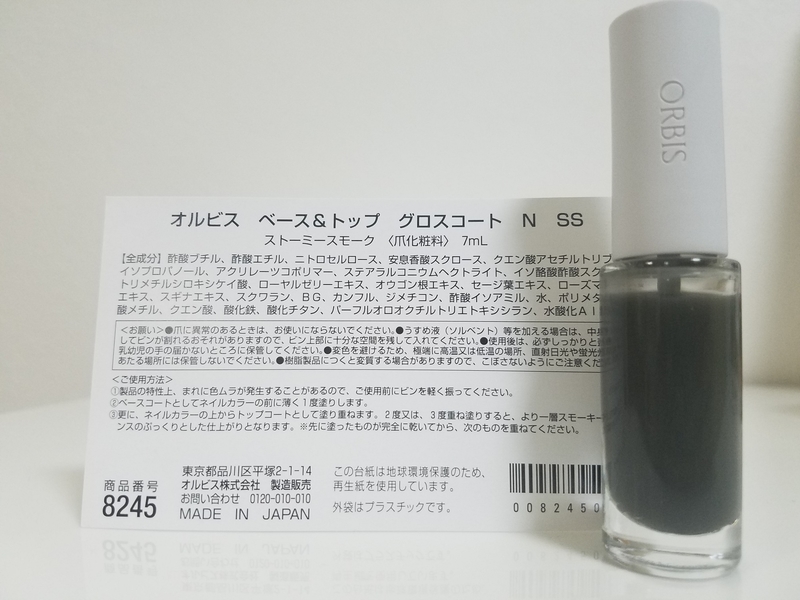 オルビス ベース&トップ グロスコート N SS
ストーミースモーク 〈爪化粧料〉 7mL
【全成分】酢酸ブチル、酢酸エチル、ニトロセルロース、安息香酸スクロース、クエン酸アセチルトリブ
イソプロパノール、アクリレーツコポリマー、ステアラルコニウムヘクトライト、イソ酪酸酢酸スク
トリメチルシロキシケイ酸、ローヤルゼリーエキス、オウゴン根エキス、セージ葉エキス、ローズマ
エキス、スギナエキス、スクワラン、BG、カンフル、ジメチコン、酢酸イソアミル、水、ポリメタ
酸メチル、クエン酸、酸化鉄、酸化チタン、パーフルオロオクチルトリエトキシシラン、水酸化Al
<お願い>●爪に異常のあるときは、お使いにならないでください。●うすめ液(ソルベント)等を加える場合は、中身
してビンが割れるおそれがありますので、ビン上部に十分な空間を残して入れてください。●使用後は、必ずしっかりと
乳幼児の手の届かないところに保管してください。●変色を避けるため、極端に高温又は低温の場所、直射日光や蛍光
あたる場所には保管しないでください。●樹脂製品につくと変質する場合がありますので、こぼさないようにご注意くだ
<ご使用方法>
①製品の特性上、まれに色ムラが発生することがあるので、ご使用前にビンを軽く振ってください。
②ベースコートとしてネイルカラーの前に薄く1度塗りします。
③更に、ネイルカラーの上からトップコートとして塗り重ねます。2度又は、3度重ね塗りすると、より一層スモーキー
ンスのぷっくりとした仕上がりとなります。※先に塗ったものが完全に乾いてから、次のものを重ねてください。
商品番号
8245
東京都品川区平塚2-1-14
オルビス株式会社 製造販売
お問い合わせ 0120-010-010
MADE IN JAPAN
この台紙は地球環境保護のため、
再生紙を使用しています。
外袋はプラスチックです。
0082450
ORBIS